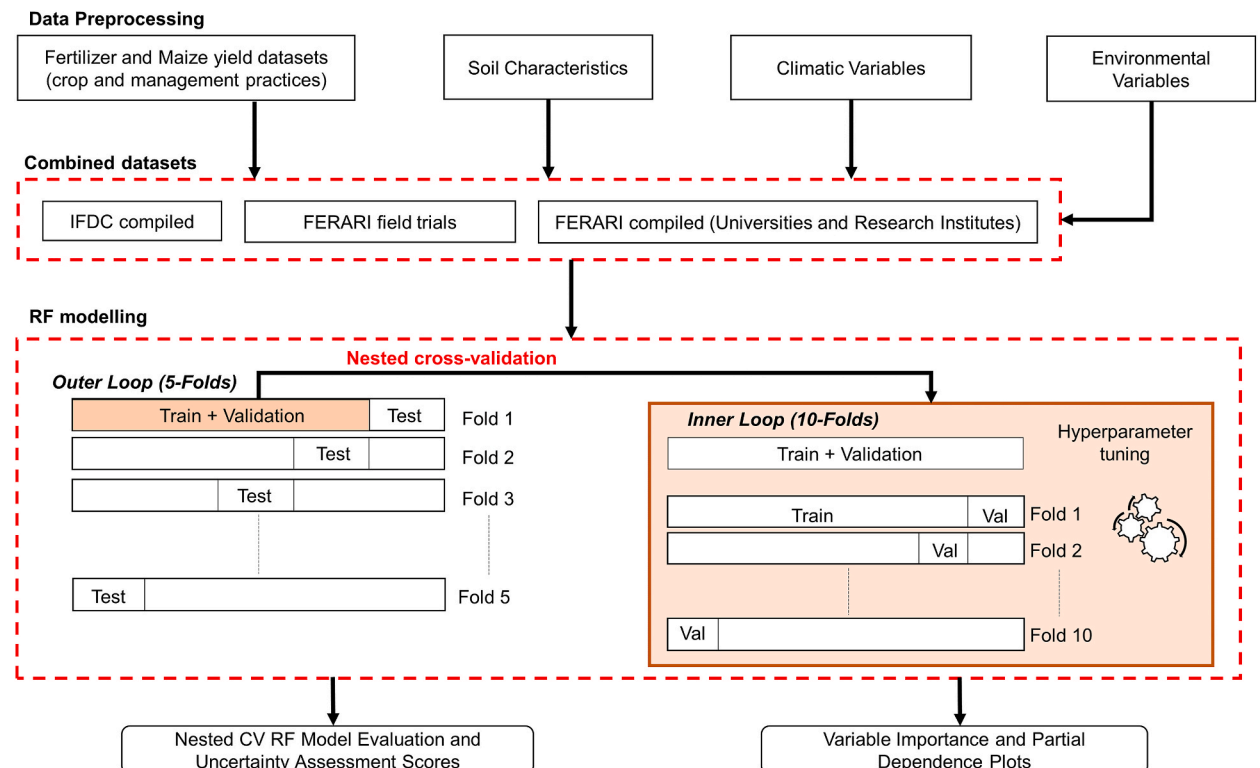 Data Preprocessing
Fertilizer and Maize yield datasets
(crop and management practices)
Soil Characteristics
Climatic Variables
Environmental
Variables
Combined datasets
IFDC compiled
FERARI field trials
FERARI compiled (Universities and Research Institutes)
RF modelling
Nested cross-validation
Outer Loop (5-Folds)
Train + Validation
Test
Fold 1
Test
Fold 2
Test
Fold 3
Test
Fold 5
Inner Loop (10-Folds)
Hyperparameter
tuning
Train + Validation
Train
Val
Fold 1
Val
Fold 2
Val
Fold 10
Nested CV RF Model Evaluation and
Uncertainty Assessment Scores
Variable Importance and Partial
Dependence Plots